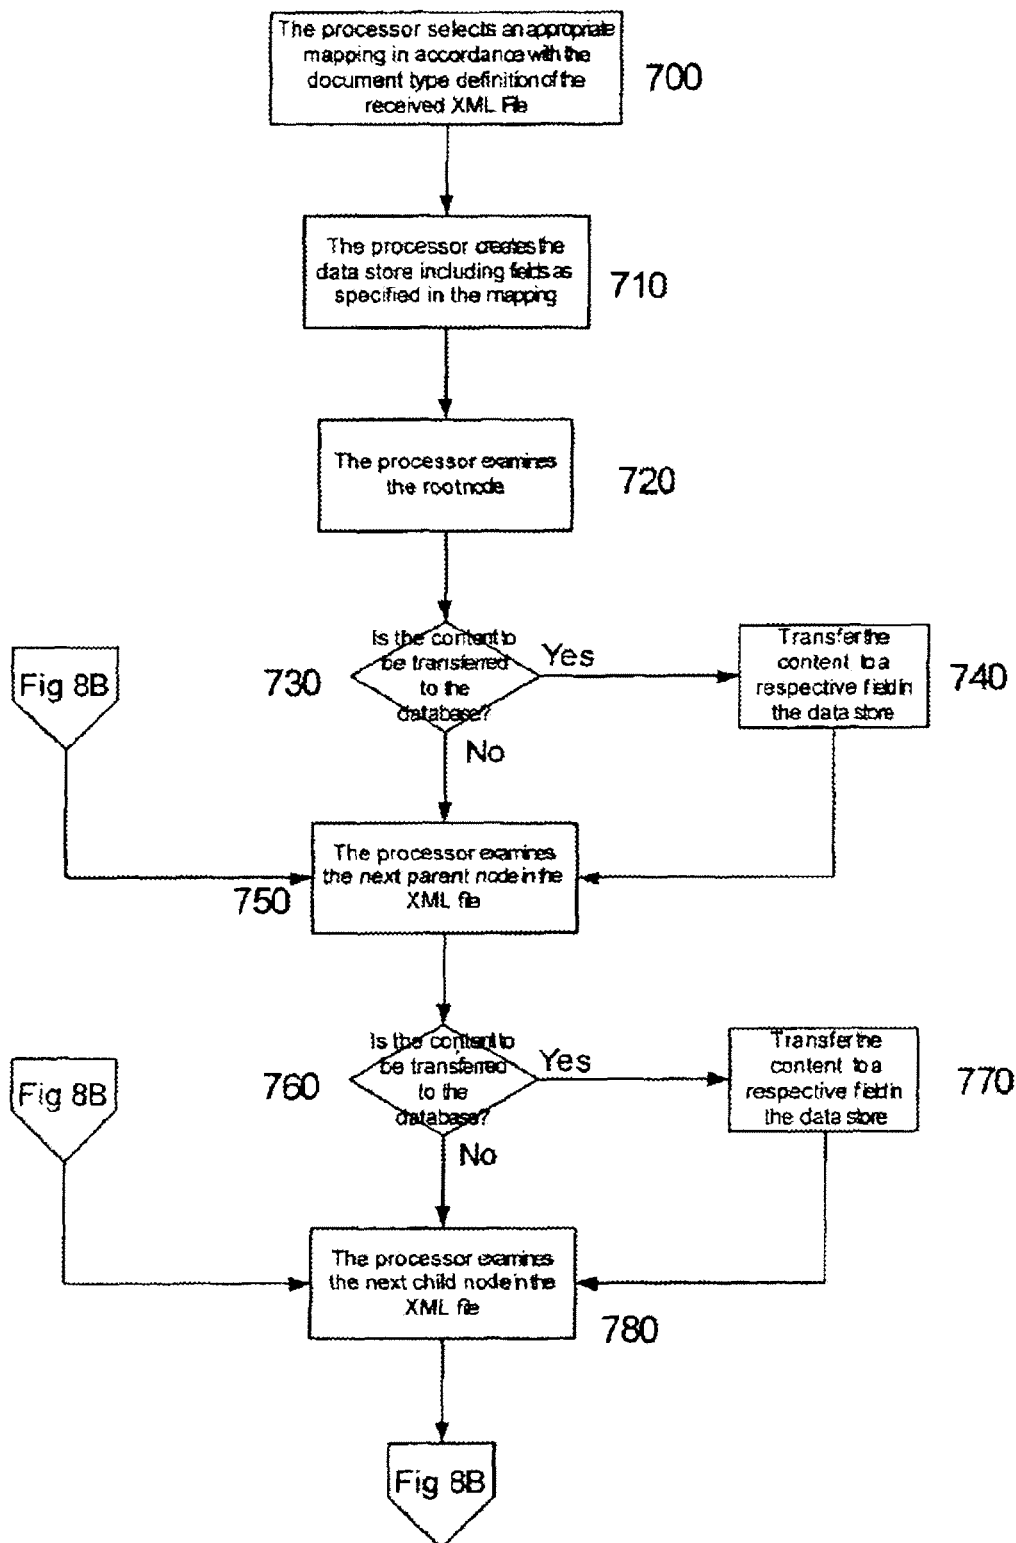 The processor selects an appropriate
mapping in accordance with the
document type definition of the
received XML File
700
The processor creates the
data store including fields as
specified in the mapping
710
The processor examines
the root node
720
Is the content to
be transferred
to the
database?
730
Yes
No
Transfer the
content to a
respective field in
the data store
740
Fig 8B
The processor examines
the next parent node in the
XML file
750
Is the content to
be transferred
to the
database?
760
Yes
No
Transfer the
content to a
respective field in
the data store
770
Fig 8B
The processor examines
the next child node in the
XML file
780
Fig 8B